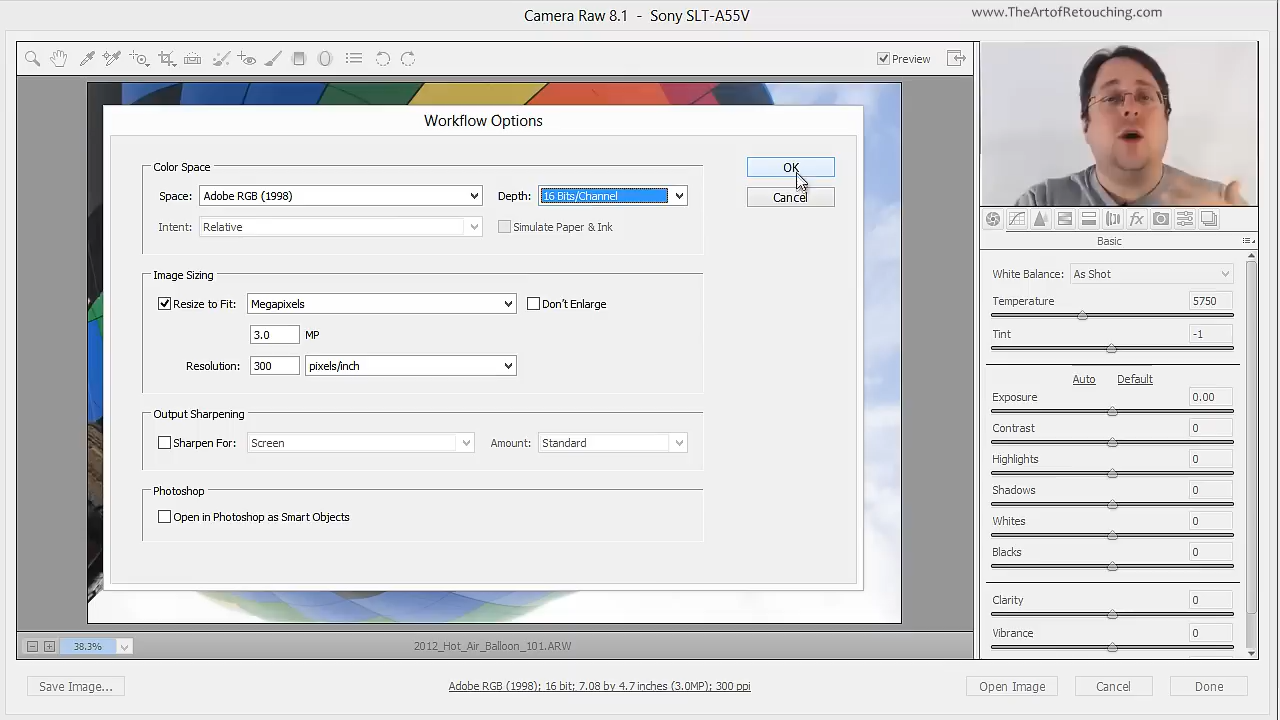 Camera Raw 8.1 - Sony SLT-A55V
www.TheArtofRetouching.com
Preview
Workflow Options
Color Space
OK
Space: Adobe RGB (1998) Depth: 16 Bits/Channel
Cancel
Intent: Relative Simulate Paper & Ink
Image Sizing
Resize to Fit: Megapixels Don't Enlarge
3.0 MP
Resolution: 300 pixels/inch
Output Sharpening
Sharpen For: Screen Amount: Standard
Photoshop
Open in Photoshop as Smart Objects
fx
Basic
White Balance: As Shot
Temperature 5750
Tint -1
Auto Default
Exposure 0.00
Contrast 0
Highlights 0
Shadows 0
Whites 0
Blacks 0
Clarity 0
Vibrance 0
38.3% 2012_Hot_Air_Balloon_101.ARW
Save Image... Adobe RGB (1998); 16 bit; 7.08 by 4.7 inches (3.0MP); 300 ppi Open Image Cancel Done